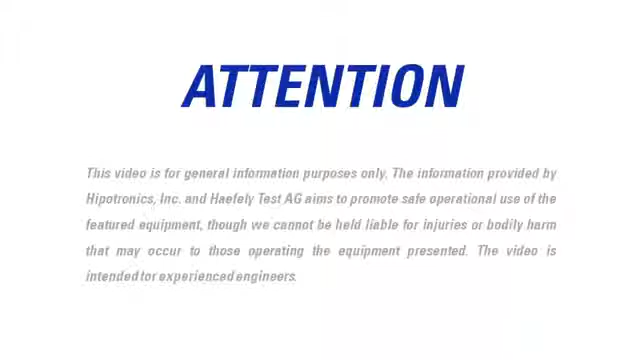 ATTENTION
This video is for general information purposes only. The information provided by
Hipotronics, Inc. and Haefely Test AG aims to promote safe operational use of the
featured equipment, though we cannot be held liable for injuries or bodily harm
that may occur to those operating the equipment presented. The video is
intended for experienced engineers.